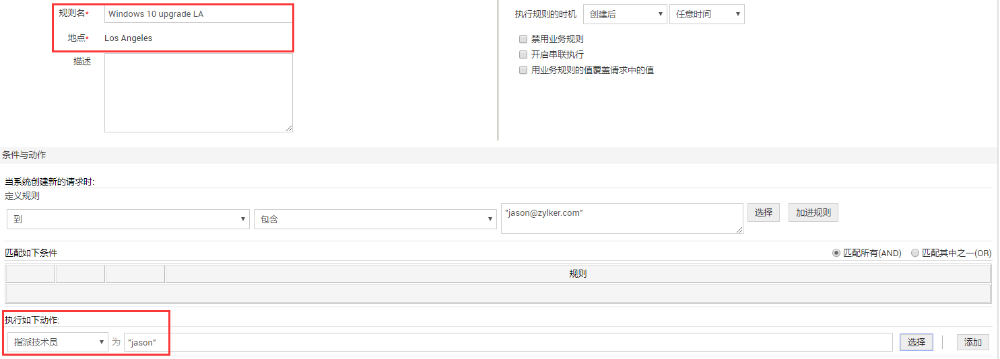 规则名* Windows 10 upgrade LA
地点* Los Angeles
描述
执行规则的时机 创建后 任意时间
禁用业务规则
开启串联执行
用业务规则的值覆盖请求中的值
条件与动作
当系统创建新的请求时:
定义规则
到 包含 "jason@zylker.com" 选择 加进规则
匹配如下条件 匹配所有(AND) 匹配其中之一(OR)
规则
执行如下动作:
指派技术员 为 "jason" 选择 添加